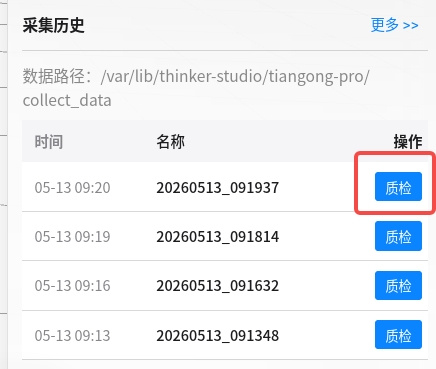 采集历史 更多 >>
数据路径：/var/lib/thinker-studio/tiangong-pro/
collect_data
时间 名称 操作
05-13 09:20 20260513_091937 质检
05-13 09:19 20260513_091814 质检
05-13 09:16 20260513_091632 质检
05-13 09:13 20260513_091348 质检